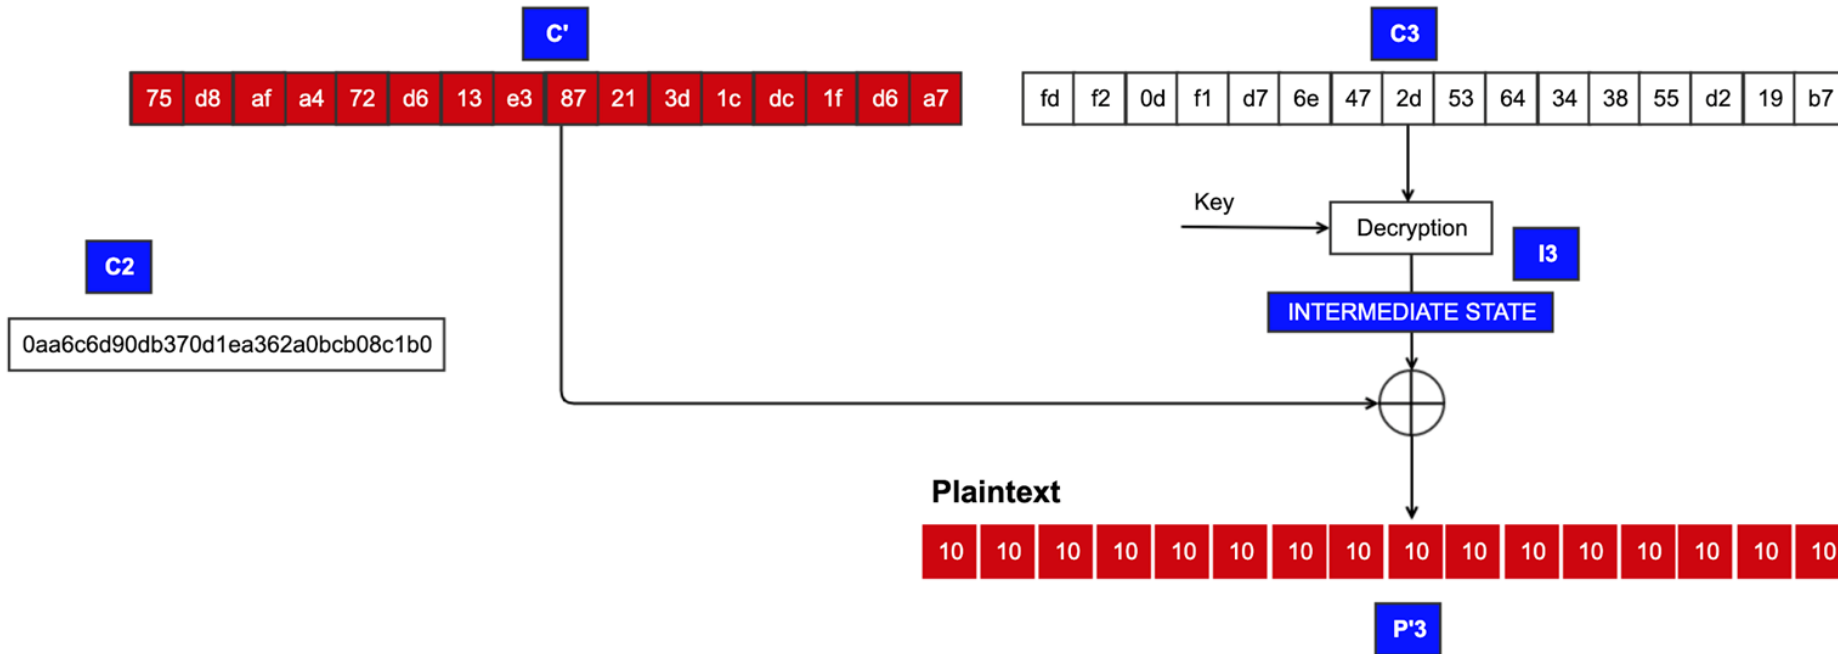 C'
C3
75 d8 af a4 72 d6 13 e3 87 21 3d 1c dc 1f d6 a7
fd f2 0d f1 d7 6e 47 2d 53 64 34 38 55 d2 19 b7
Key
Decryption
C2
I3
INTERMEDIATE STATE
0aa6c6d90db370d1ea362a0bcb08c1b0
Plaintext
10 10 10 10 10 10 10 10 10 10 10 10 10 10 10 10
P'3